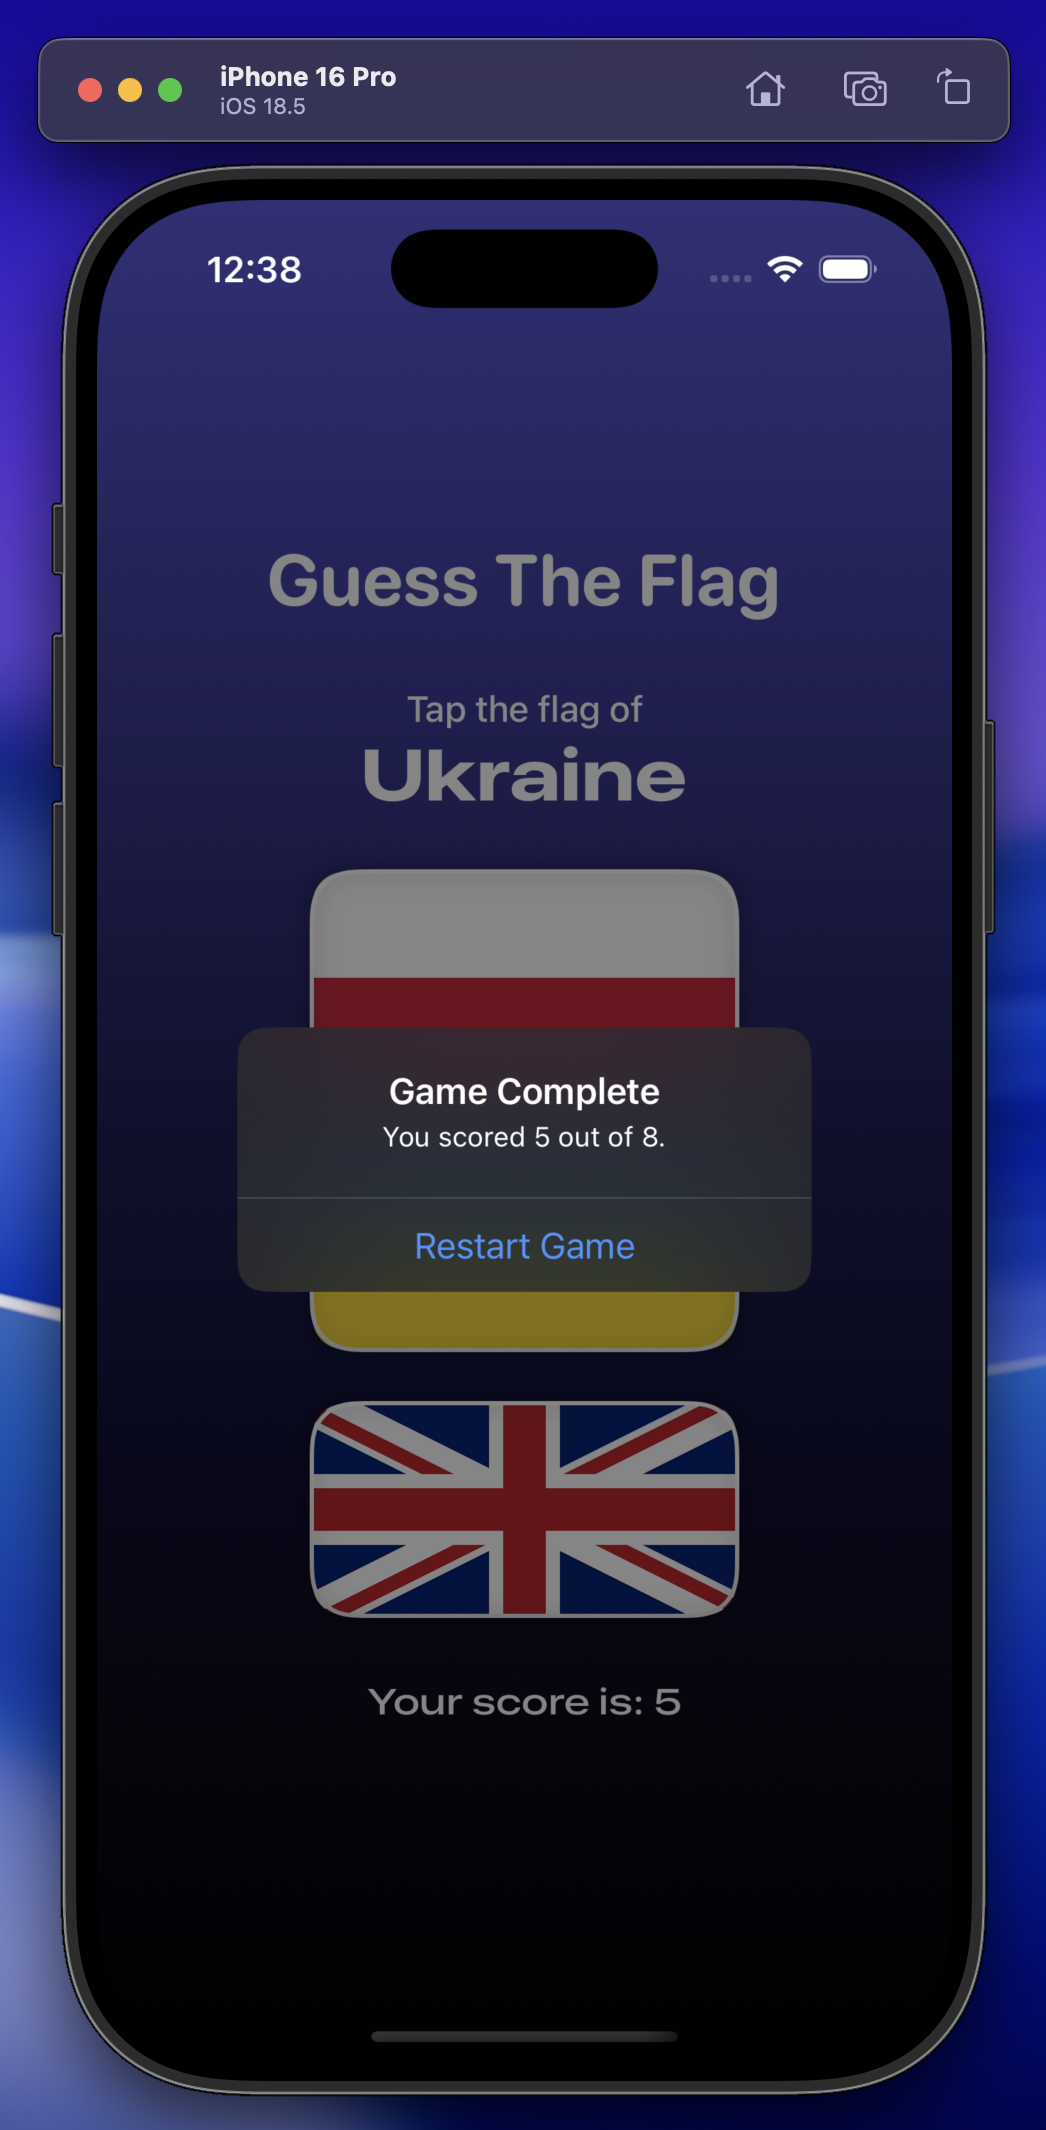 iPhone 16 Pro
iOS 18.5
12:38
Guess The Flag
Tap the flag of
Ukraine
Game Complete
You scored 5 out of 8.
Restart Game
Your score is: 5